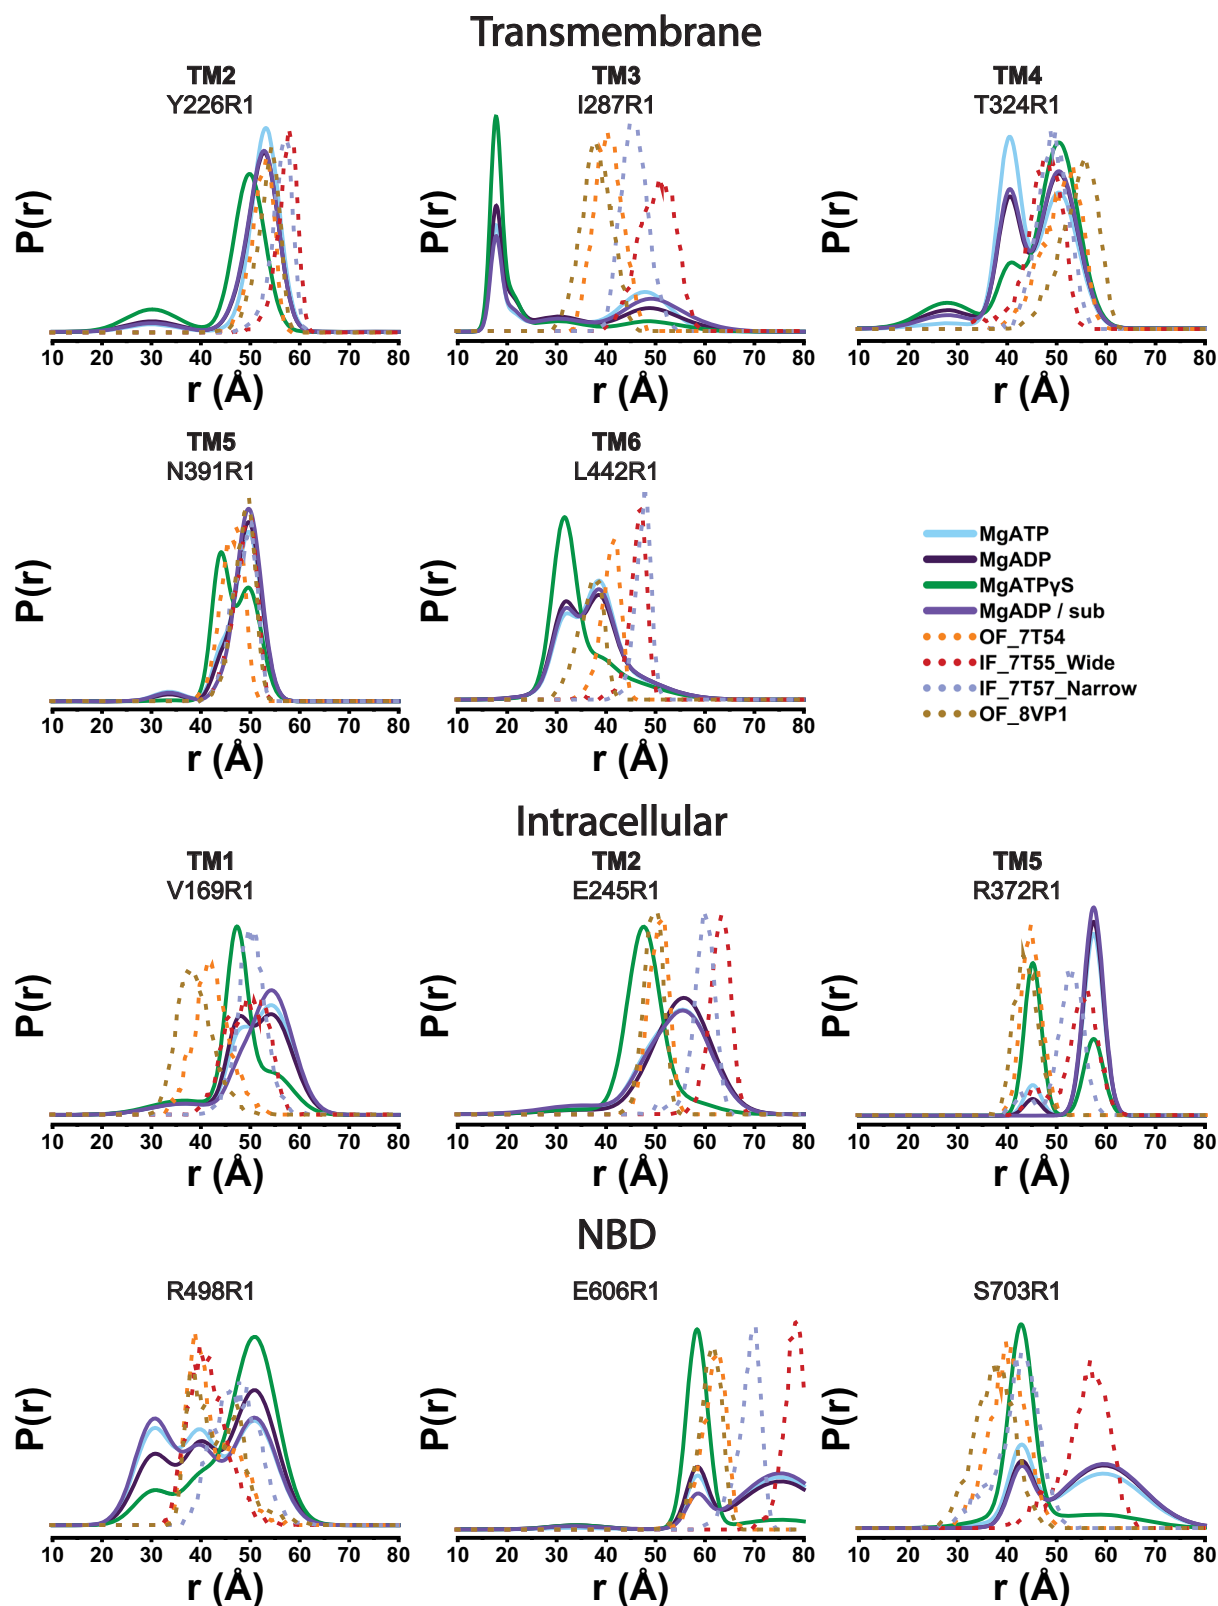 Transmembrane
TM2
Y226R1
TM3
I287R1
TM4
T324R1
P(r)
P(r)
P(r)
10 20 30 40 50 60 70 80
10 20 30 40 50 60 70 80
10 20 30 40 50 60 70 80
r (Å)
r (Å)
r (Å)
TM5
N391R1
TM6
L442R1
P(r)
P(r)
10 20 30 40 50 60 70 80
10 20 30 40 50 60 70 80
r (Å)
r (Å)
MgATP
MgADP
MgATPγS
MgADP / sub
OF_7T54
IF_7T55_Wide
IF_7T57_Narrow
OF_8VP1
Intracellular
TM1
V169R1
TM2
E245R1
TM5
R372R1
P(r)
P(r)
P(r)
10 20 30 40 50 60 70 80
10 20 30 40 50 60 70 80
10 20 30 40 50 60 70 80
r (Å)
r (Å)
r (Å)
NBD
R498R1
E606R1
S703R1
P(r)
P(r)
P(r)
10 20 30 40 50 60 70 80
10 20 30 40 50 60 70 80
10 20 30 40 50 60 70 80
r (Å)
r (Å)
r (Å)